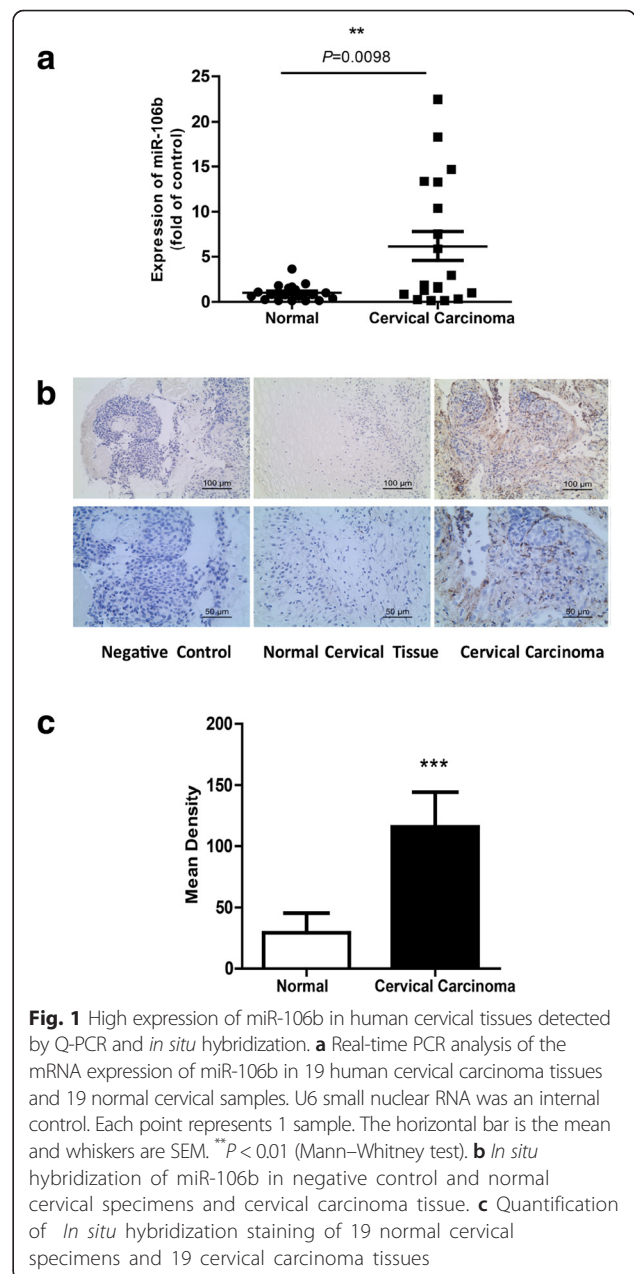 a
**
P=0.0098
Expression of miR-106b
(fold of control)
25
20
15
10
5
0
Normal
Cervical Carcinoma
b
100 μm
100 μm
100 μm
50 μm
50 μm
50 μm
Negative Control
Normal Cervical Tissue
Cervical Carcinoma
c
Mean Density
200
150
100
50
0
***
Normal
Cervical Carcinoma
Fig. 1 High expression of miR-106b in human cervical tissues detected
by Q-PCR and in situ hybridization. a Real-time PCR analysis of the
mRNA expression of miR-106b in 19 human cervical carcinoma tissues
and 19 normal cervical samples. U6 small nuclear RNA was an internal
control. Each point represents 1 sample. The horizontal bar is the mean
and whiskers are SEM. **P < 0.01 (Mann–Whitney test). b In situ
hybridization of miR-106b in negative control and normal
cervical specimens and cervical carcinoma tissue. c Quantification
of In situ hybridization staining of 19 normal cervical
specimens and 19 cervical carcinoma tissues